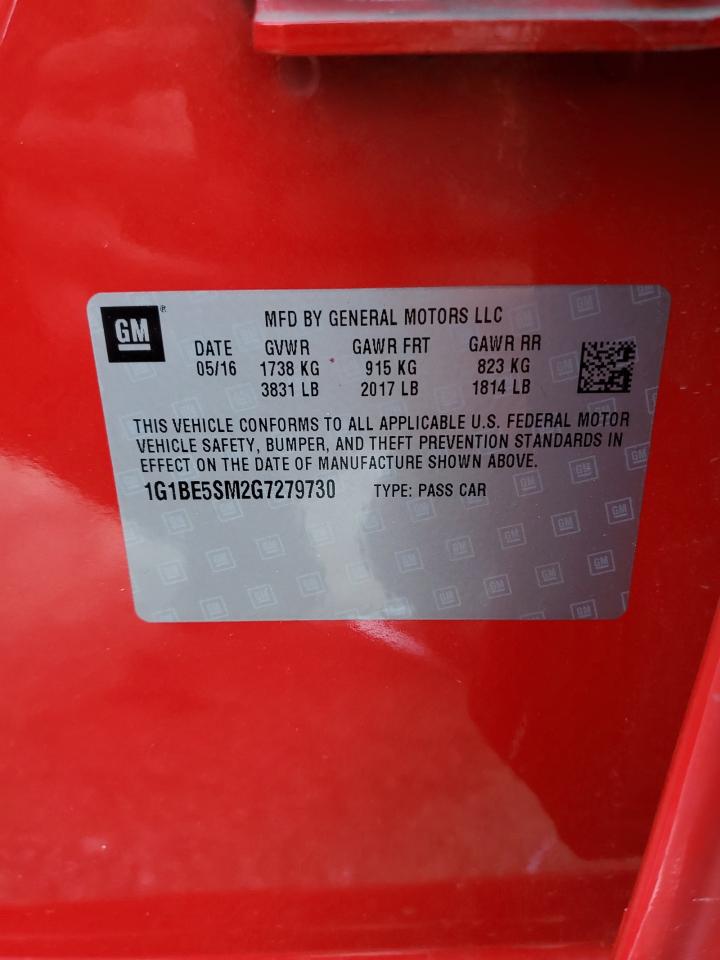 GM ®
MFD BY GENERAL MOTORS LLC
DATE GVWR GAWR FRT GAWR RR
05/16 1738 KG 915 KG 823 KG
3831 LB 2017 LB 1814 LB
THIS VEHICLE CONFORMS TO ALL APPLICABLE U.S. FEDERAL MOTOR
VEHICLE SAFETY, BUMPER, AND THEFT PREVENTION STANDARDS IN
EFFECT ON THE DATE OF MANUFACTURE SHOWN ABOVE.
1G1BE5SM2G7279730 TYPE: PASS CAR